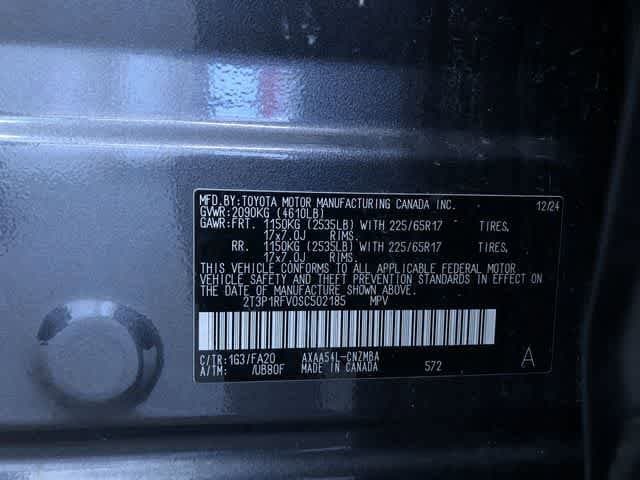 MFD.BY:TOYOTA MOTOR MANUFACTURING CANADA INC. 12/24
GVWR:2090KG (4610LB)
GAWR:FRT. 1150KG (2535LB) WITH 225/65R17 TIRES,
17x7.0J RIMS.
RR. 1150KG (2535LB) WITH 225/65R17 TIRES,
17x7.0J RIMS.
THIS VEHICLE CONFORMS TO ALL APPLICABLE FEDERAL MOTOR
VEHICLE SAFETY AND THEFT PREVENTION STANDARDS IN EFFECT ON
THE DATE OF MANUFACTURE SHOWN ABOVE.
2T3P1RFV0SC502185 MPV
C/TR:1G3/FA20 AXAA54L-CNZMBA
A/TM: /UB80F MADE IN CANADA 572 A